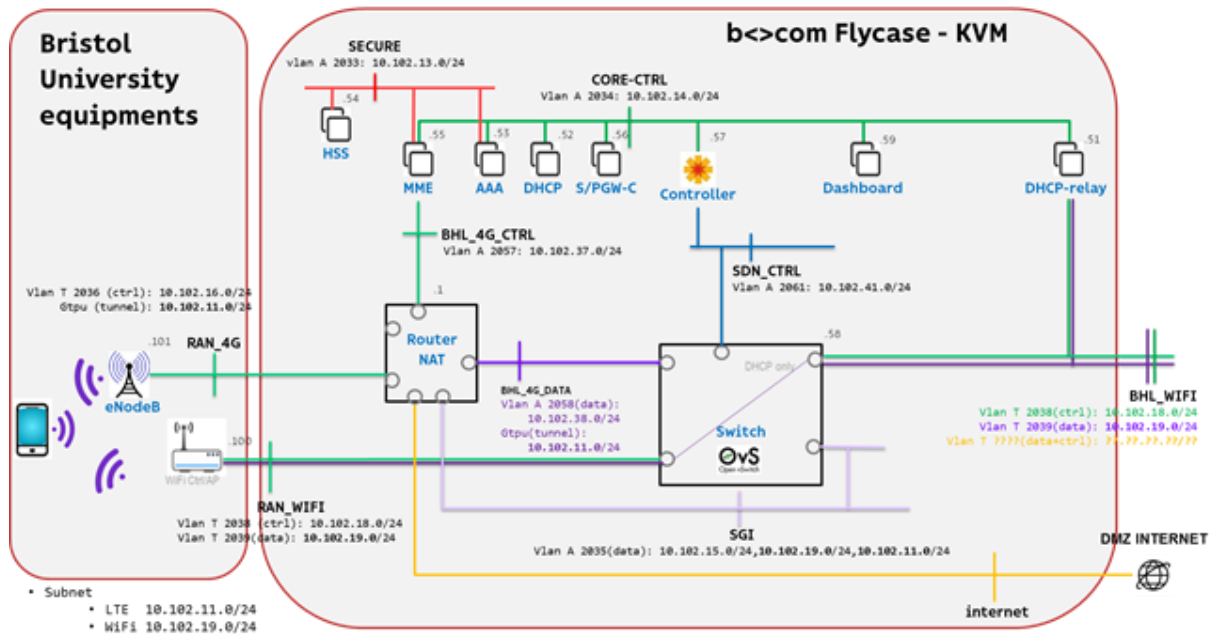 Bristol
University
equipments
b<>com Flycase - KVM
SECURE
vlan A 2033: 10.102.13.0/24
CORE-CTRL
Vlan A 2034: 10.102.14.0/24
.54
.55
.53
.52
.56
.57
.59
.51
HSS
MME
AAA
DHCP
S/PGW-C
Controller
Dashboard
DHCP-relay
BHL_4G_CTRL
Vlan A 2057: 10.102.37.0/24
SDN_CTRL
Vlan A 2061: 10.102.41.0/24
Vlan T 2036 (ctrl): 10.102.16.0/24
Gtpu (tunnel): 10.102.11.0/24
.1
.101
RAN_4G
eNodeB
Router
NAT
.58
DHCP only
BHL_4G_DATA
Vlan A 2058(data):
10.102.38.0/24
Gtpu(tunnel):
10.102.11.0/24
Switch
OvS
Open vSwitch
BHL_WIFI
Vlan T 2038(ctrl): 10.102.18.0/24
Vlan T 2039(data): 10.102.19.0/24
Vlan T ????(data+ctrl): ??.??.??.??/??
.100
WiFi Ctrl/AP
RAN_WIFI
Vlan T 2038 (ctrl): 10.102.18.0/24
Vlan T 2039(data): 10.102.19.0/24
SGI
Vlan A 2035(data): 10.102.15.0/24,10.102.19.0/24,10.102.11.0/24
DMZ INTERNET
internet
• Subnet
• LTE 10.102.11.0/24
• WiFi 10.102.19.0/24